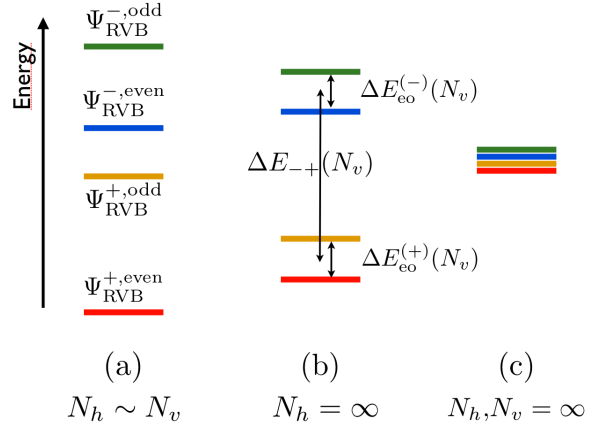 Energy
Ψ_RVB^{−,odd}
Ψ_RVB^{−,even}
Ψ_RVB^{+,odd}
Ψ_RVB^{+,even}
ΔE_eo^{(−)}(N_v)
ΔE_{−+}(N_v)
ΔE_eo^{(+)}(N_v)
(a) (b) (c)
N_h ∼ N_v N_h = ∞ N_h,N_v = ∞